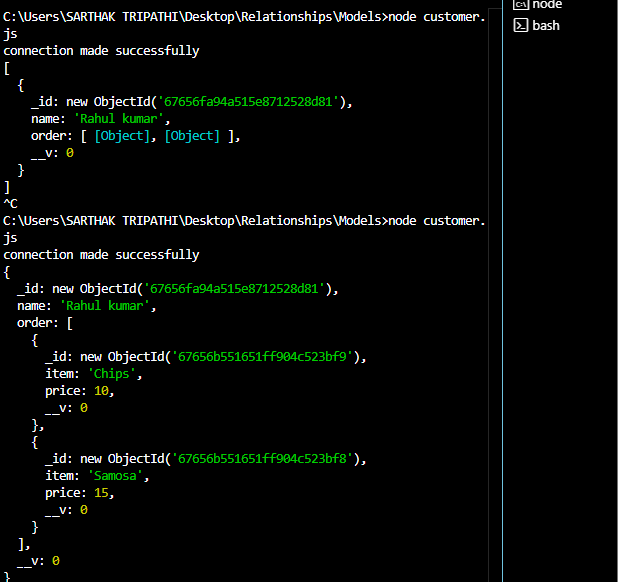 C:\Users\SARTHAK TRIPATHI\Desktop\Relationships\Models>node customer.
js
connection made successfully
[
  {
    _id: new ObjectId('67656fa94a515e8712528d81'),
    name: 'Rahul kumar',
    order: [ [Object], [Object] ],
    __v: 0
  }
]
^C
C:\Users\SARTHAK TRIPATHI\Desktop\Relationships\Models>node customer.
js
connection made successfully
{
  _id: new ObjectId('67656fa94a515e8712528d81'),
  name: 'Rahul kumar',
  order: [
    {
      _id: new ObjectId('67656b551651ff904c523bf9'),
      item: 'Chips',
      price: 10,
      __v: 0
    },
    {
      _id: new ObjectId('67656b551651ff904c523bf8'),
      item: 'Samosa',
      price: 15,
      __v: 0
    }
  ],
  __v: 0
}
node
bash